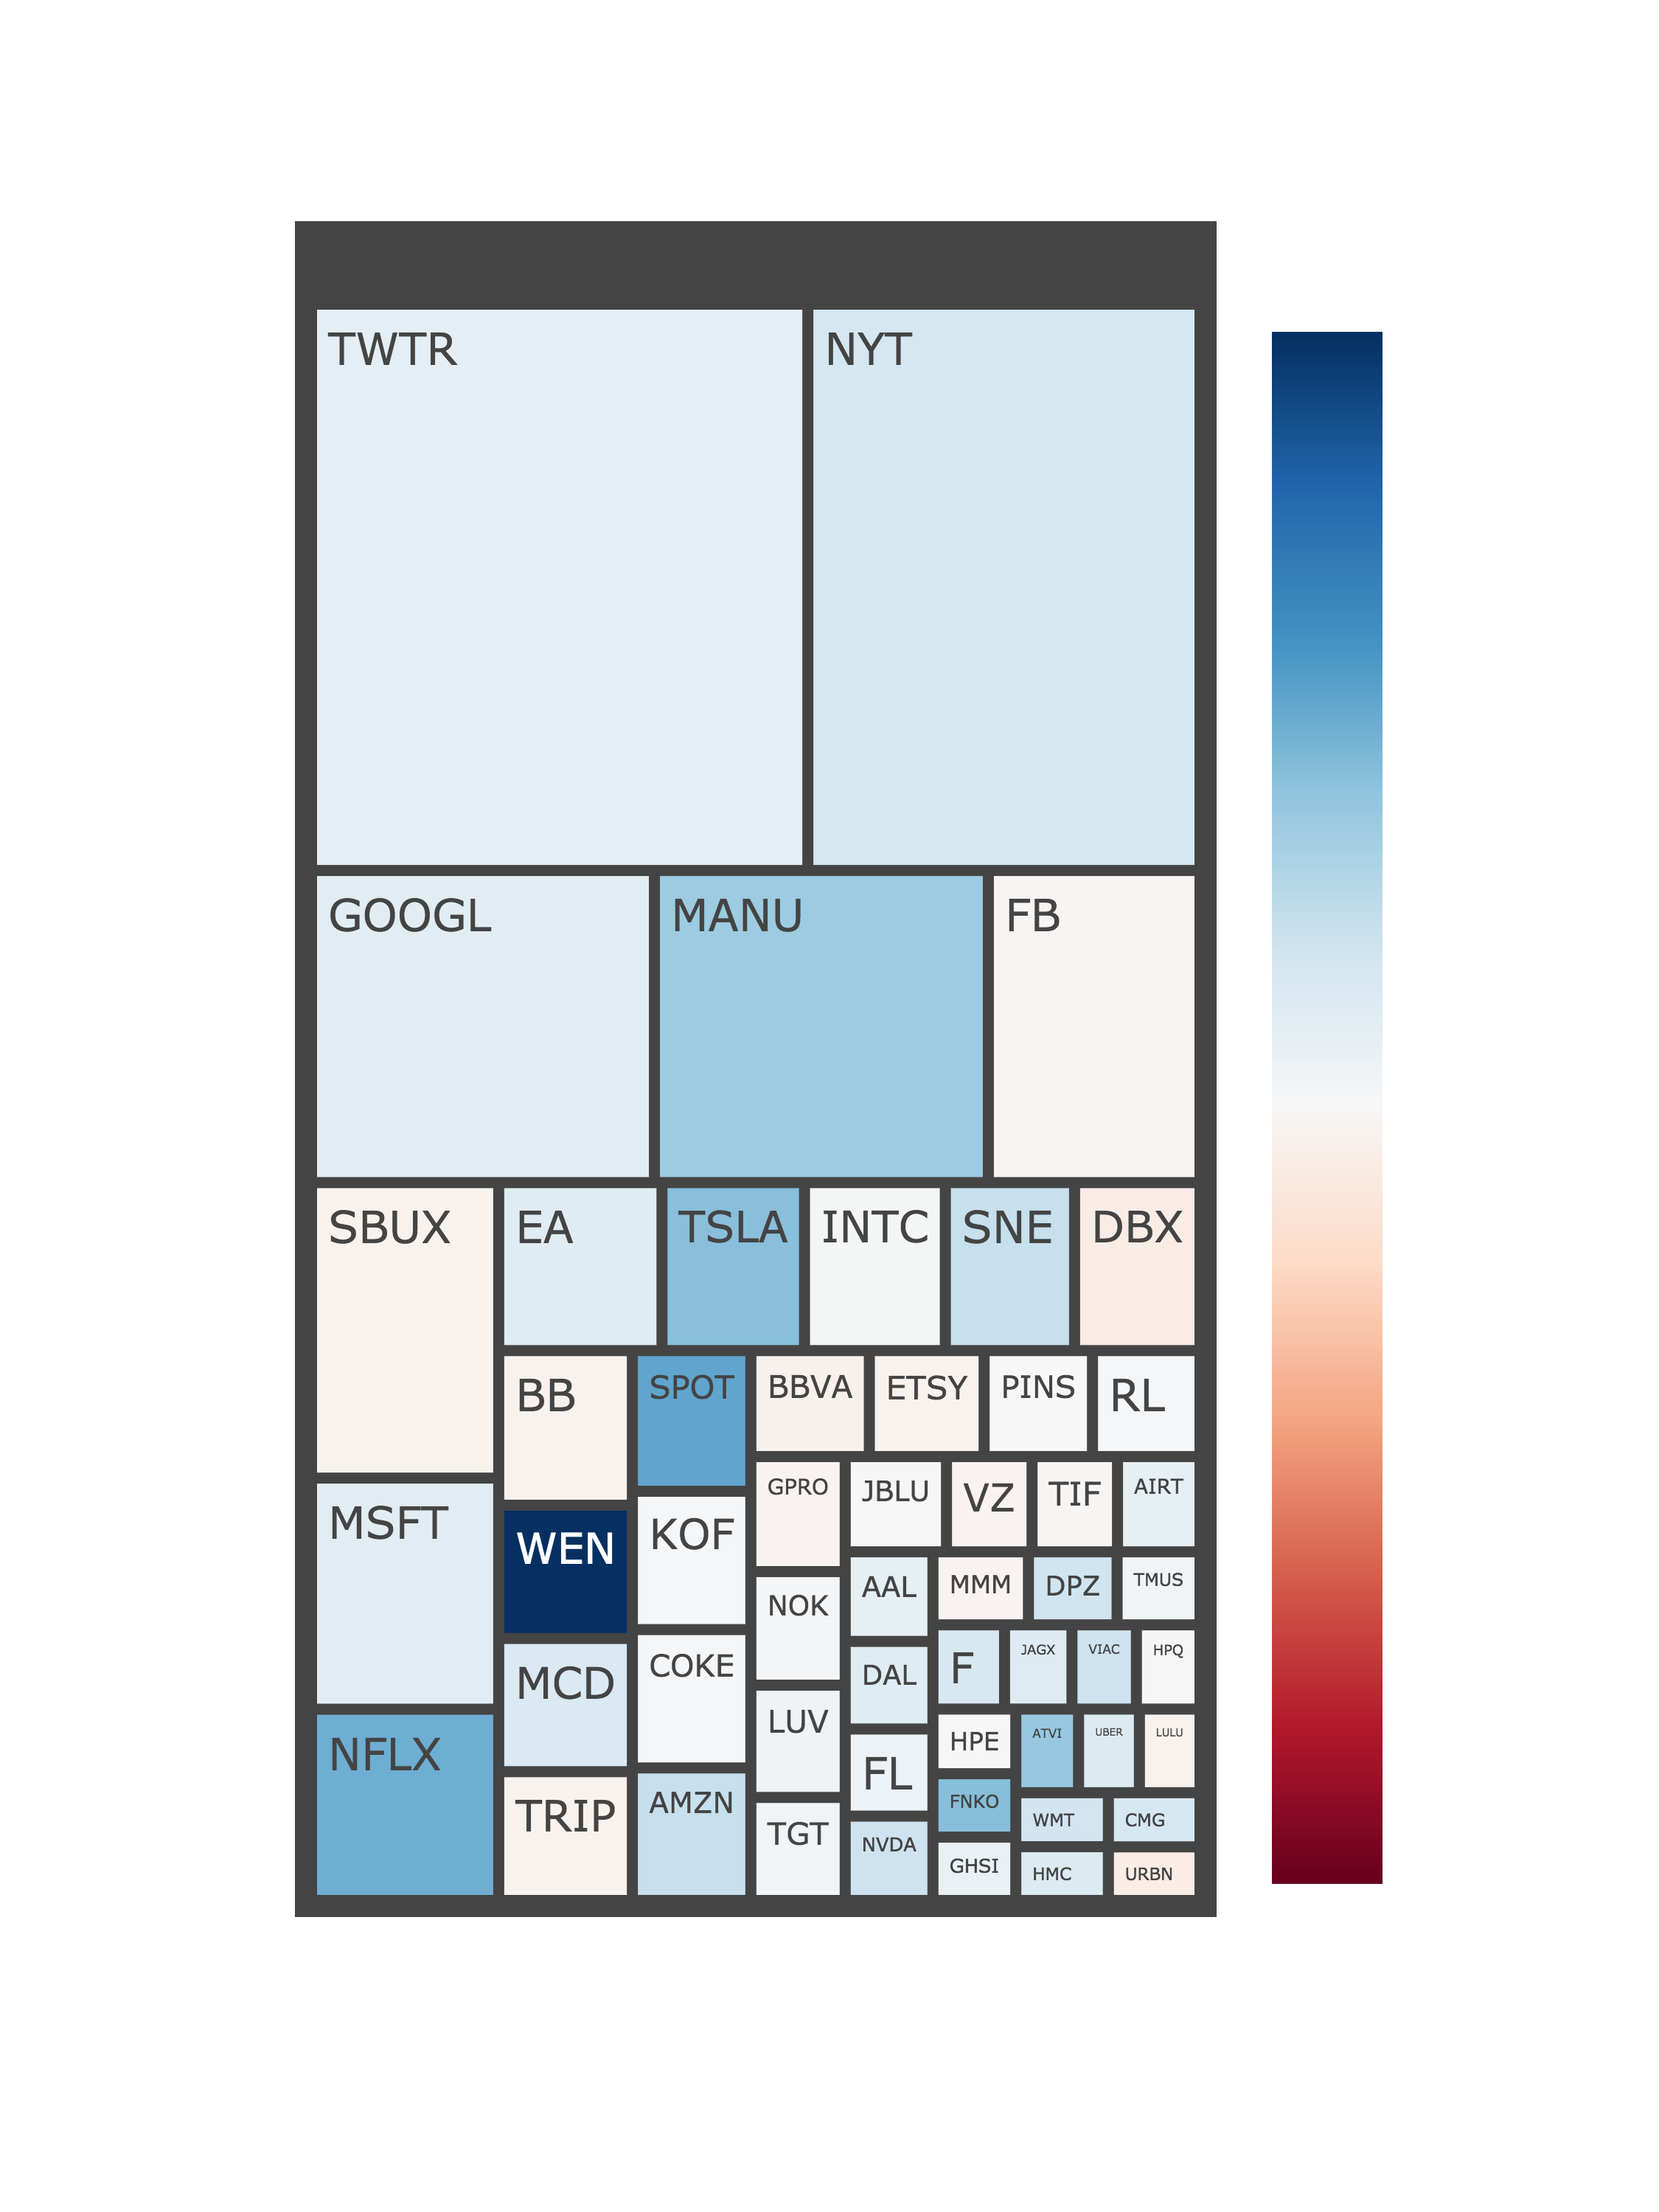 TWTR
NYT
GOOGL
MANU
FB
SBUX
EA
TSLA
INTC
SNE
DBX
BB
SPOT
BBVA
ETSY
PINS
RL
GPRO
JBLU
VZ
TIF
AIRT
MSFT
WEN
KOF
NOK
AAL
MMM
DPZ
TMUS
MCD
COKE
DAL
F
JAGX
VIAC
HPQ
NFLX
LUV
FL
HPE
ATVI
UBER
LULU
TRIP
AMZN
TGT
NVDA
FNKO
WMT
CMG
GHSI
HMC
URBN